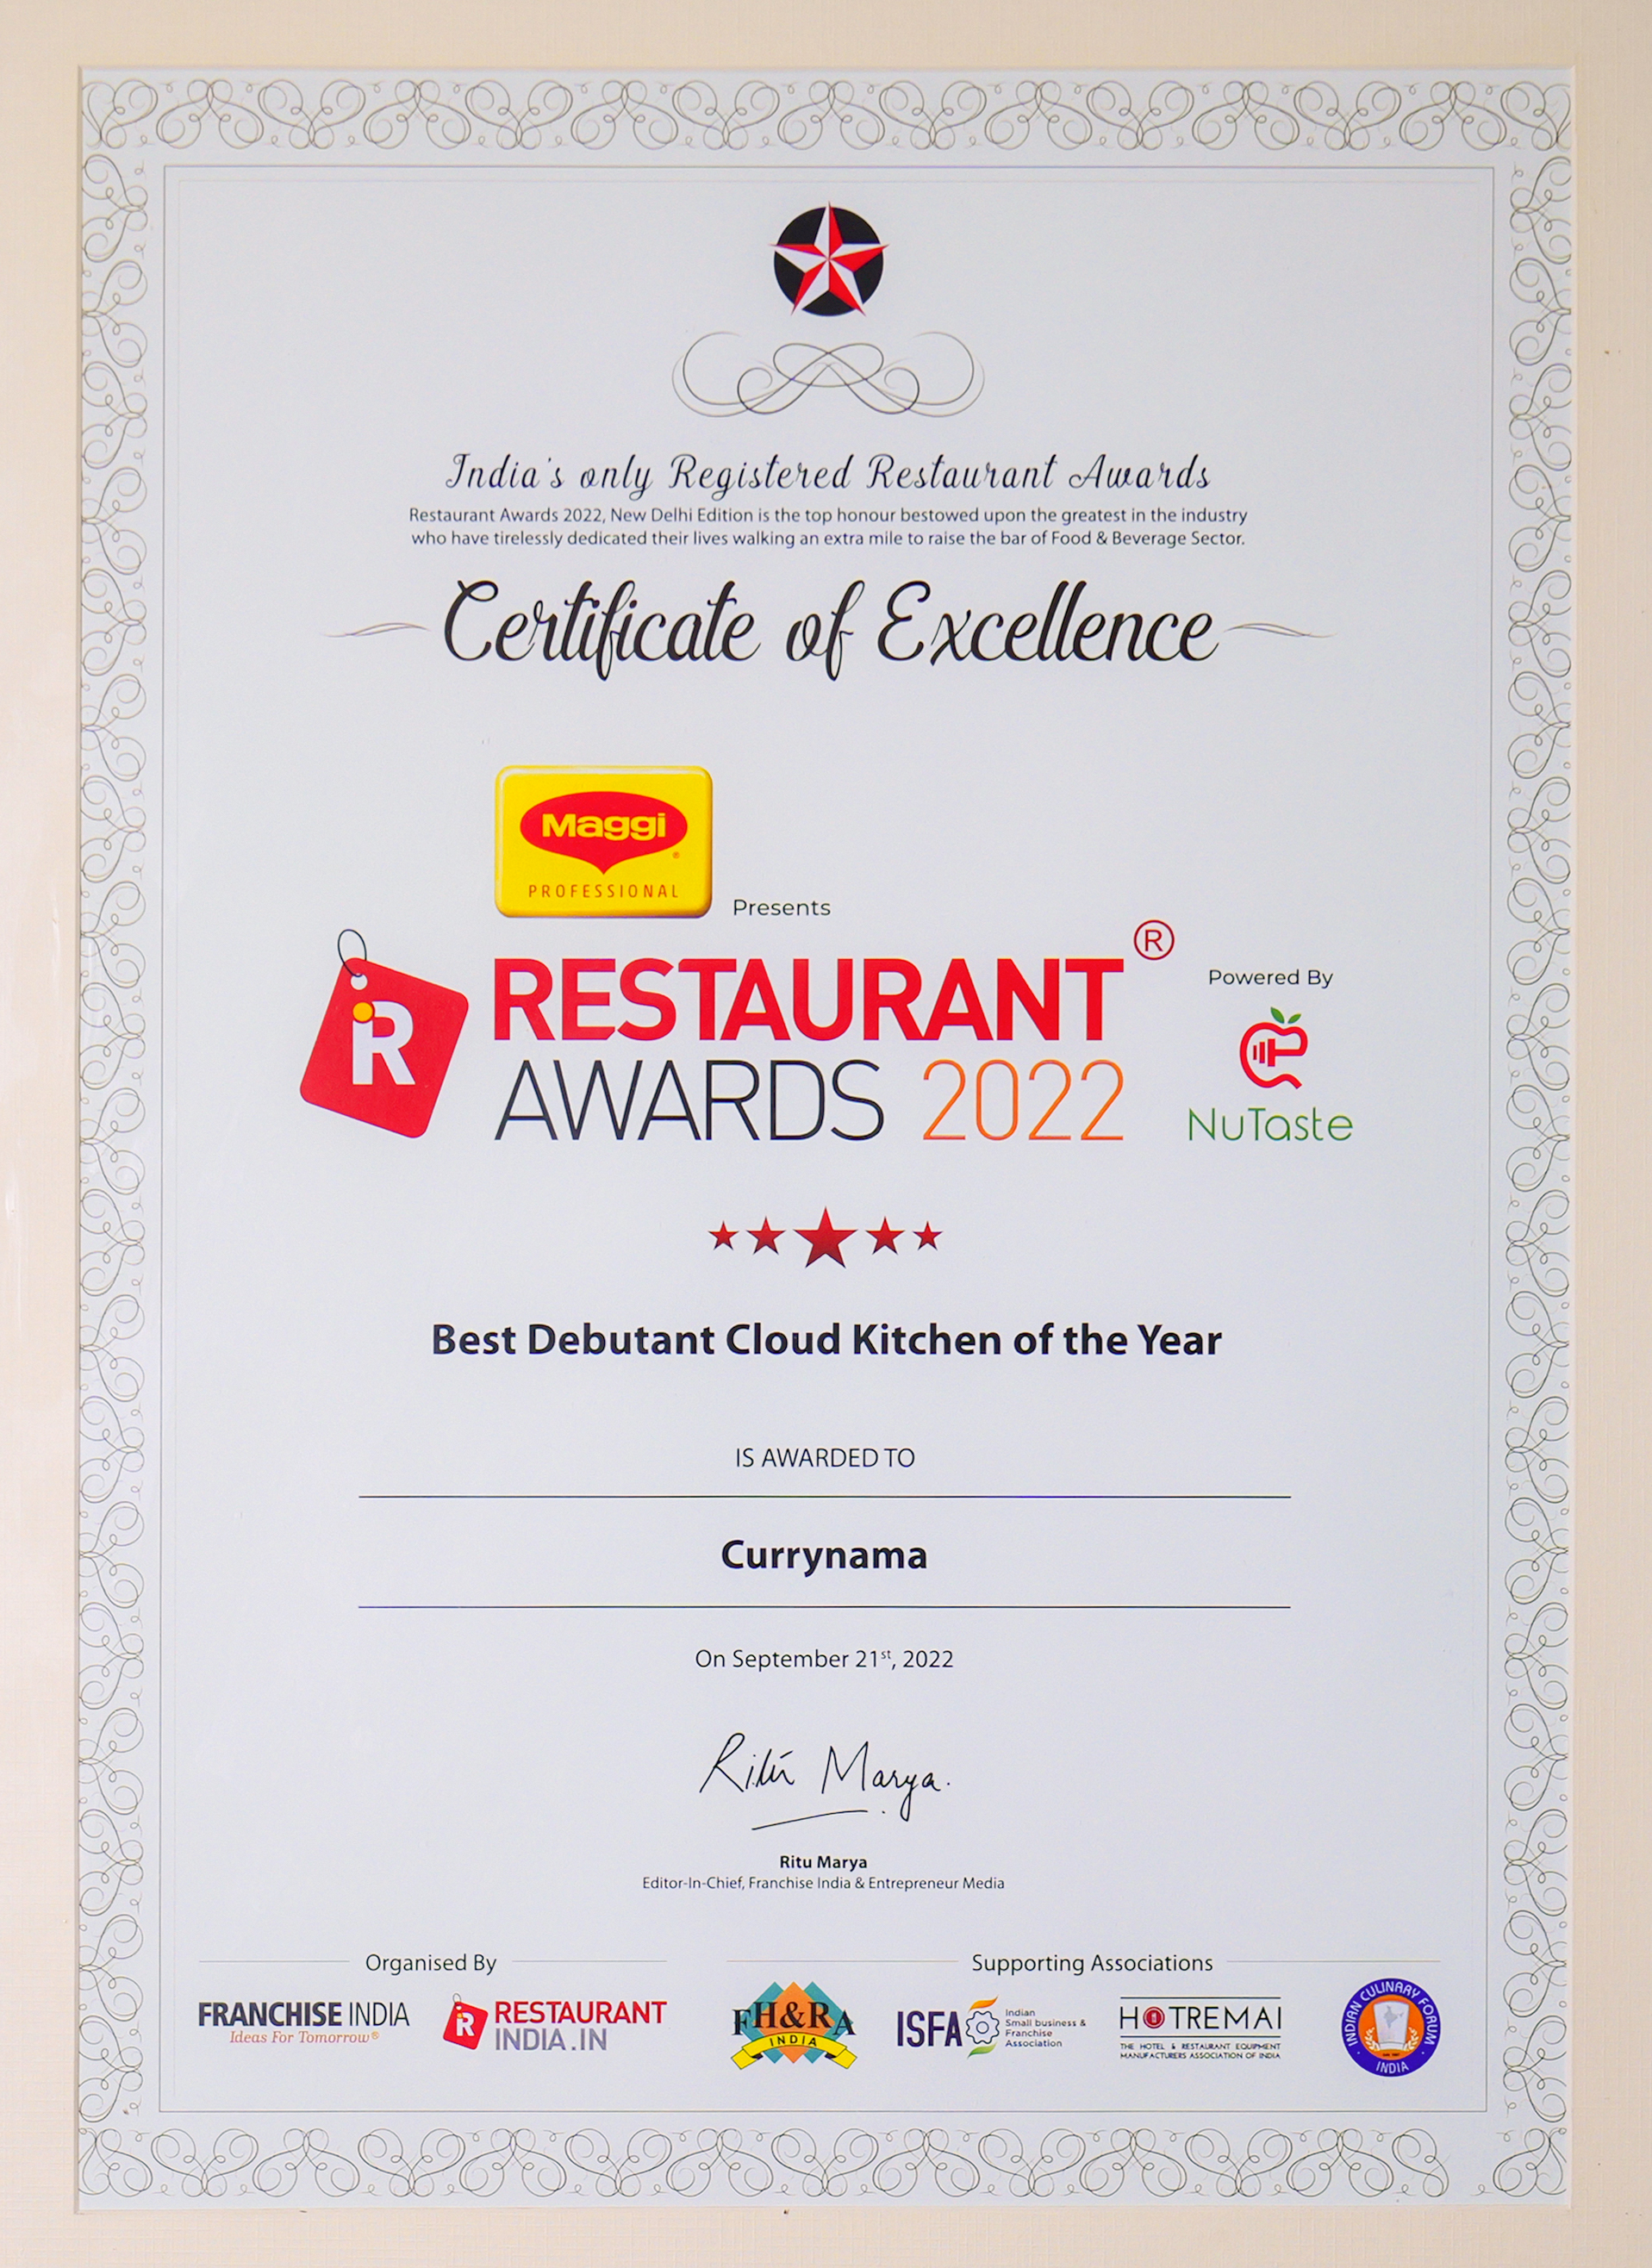 India's only Registered Restaurant Awards
Restaurant Awards 2022, New Delhi Edition is the top honour bestowed upon the greatest in the industry
who have tirelessly dedicated their lives walking an extra mile to raise the bar of Food & Beverage Sector.
Certificate of Excellence
Maggi
®
PROFESSIONAL
Presents
iR
RESTAURANT ®
AWARDS 2022
Powered By
NuTaste
Best Debutant Cloud Kitchen of the Year
IS AWARDED TO
Currynama
On September 21st, 2022
Ritu Marya.
Ritu Marya
Editor-In-Chief, Franchise India & Entrepreneur Media
Organised By
FRANCHISE INDIA
Ideas For Tomorrow®
iR
RESTAURANT
INDIA.IN
Supporting Associations
FH&RA
INDIA
ISFA
Indian
Small business &
Franchise
Association
HOTREMAI
THE HOTEL & RESTAURANT EQUIPMENT
MANUFACTURERS ASSOCIATION OF INDIA
INDIAN CULINARY FORUM
INDIA